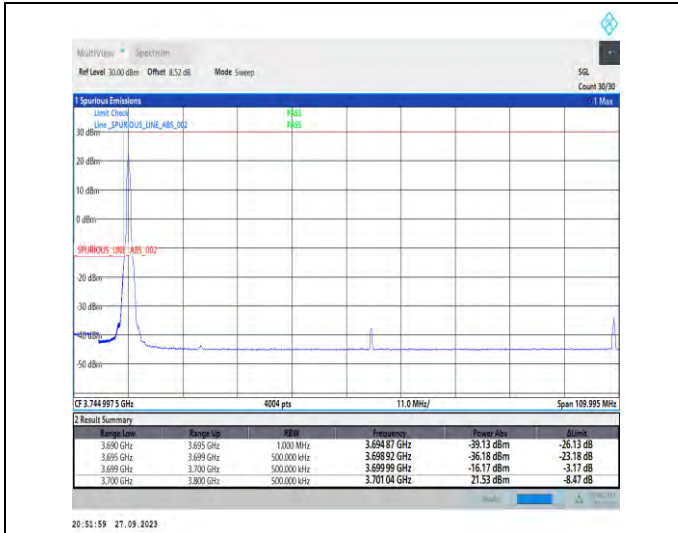 MultiView Spectrum
Ref Level 30.00 dBm Offset 8.52 dB Mode Sweep SGL
Count 30/30
1 Spurious Emissions 1 Max
Limit Check PASS
Line _SPURIOUS_LINE_ABS_002 PASS
30 dBm
20 dBm
10 dBm
0 dBm
SPURIOUS_LINE_ABS_002
-20 dBm
-30 dBm
-40 dBm
-50 dBm
CF 3.744 997 5 GHz 4004 pts 11.0 MHz/ Span 109.995 MHz
2 Result Summary
Range Low Range Up RBW Frequency Power Abs ΔLimit
3.690 GHz 3.695 GHz 1.000 MHz 3.694 87 GHz -39.13 dBm -26.13 dB
3.695 GHz 3.699 GHz 500.000 kHz 3.698 92 GHz -36.18 dBm -23.18 dB
3.699 GHz 3.700 GHz 500.000 kHz 3.699 99 GHz -16.17 dBm -3.17 dB
3.700 GHz 3.800 GHz 500.000 kHz 3.701 04 GHz 21.53 dBm -8.47 dB
20:51:59 27.09.2023